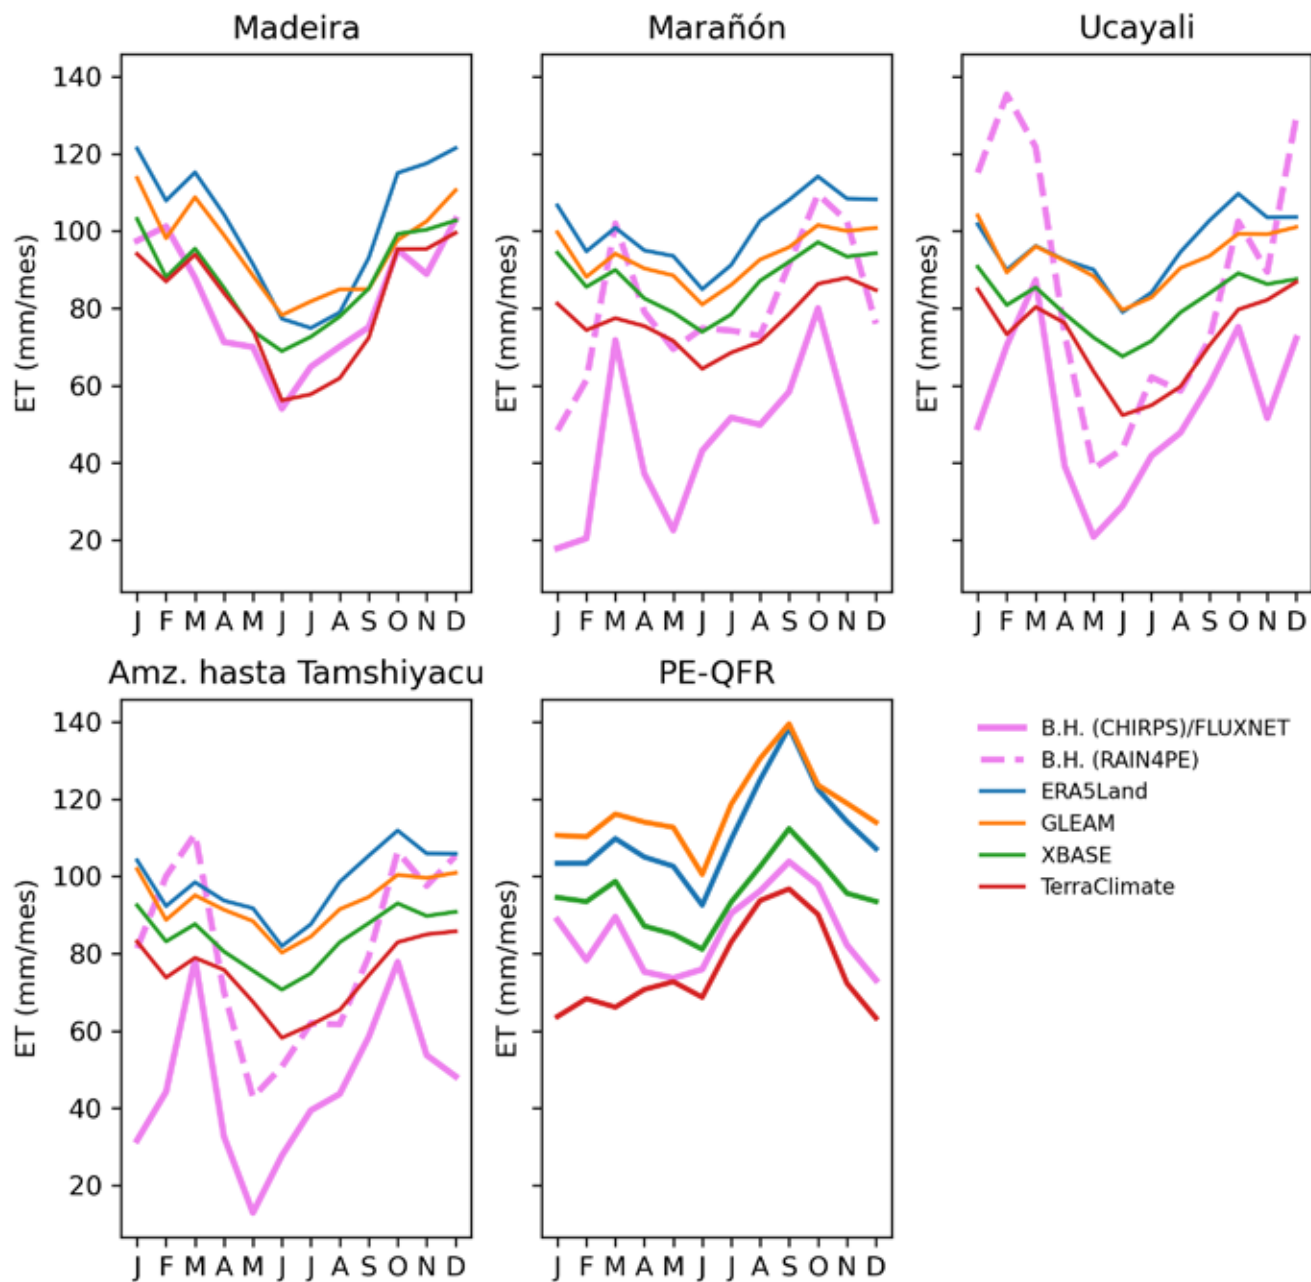 Madeira
Marañón
Ucayali
140
120
100
80
60
40
20
ET (mm/mes)
ET (mm/mes)
ET (mm/mes)
J F M A M J J A S O N D
J F M A M J J A S O N D
J F M A M J J A S O N D
Amz. hasta Tamshiyacu
PE-QFR
140
120
100
80
60
40
20
ET (mm/mes)
ET (mm/mes)
J F M A M J J A S O N D
J F M A M J J A S O N D
B.H. (CHIRPS)/FLUXNET
B.H. (RAIN4PE)
ERA5Land
GLEAM
XBASE
TerraClimate